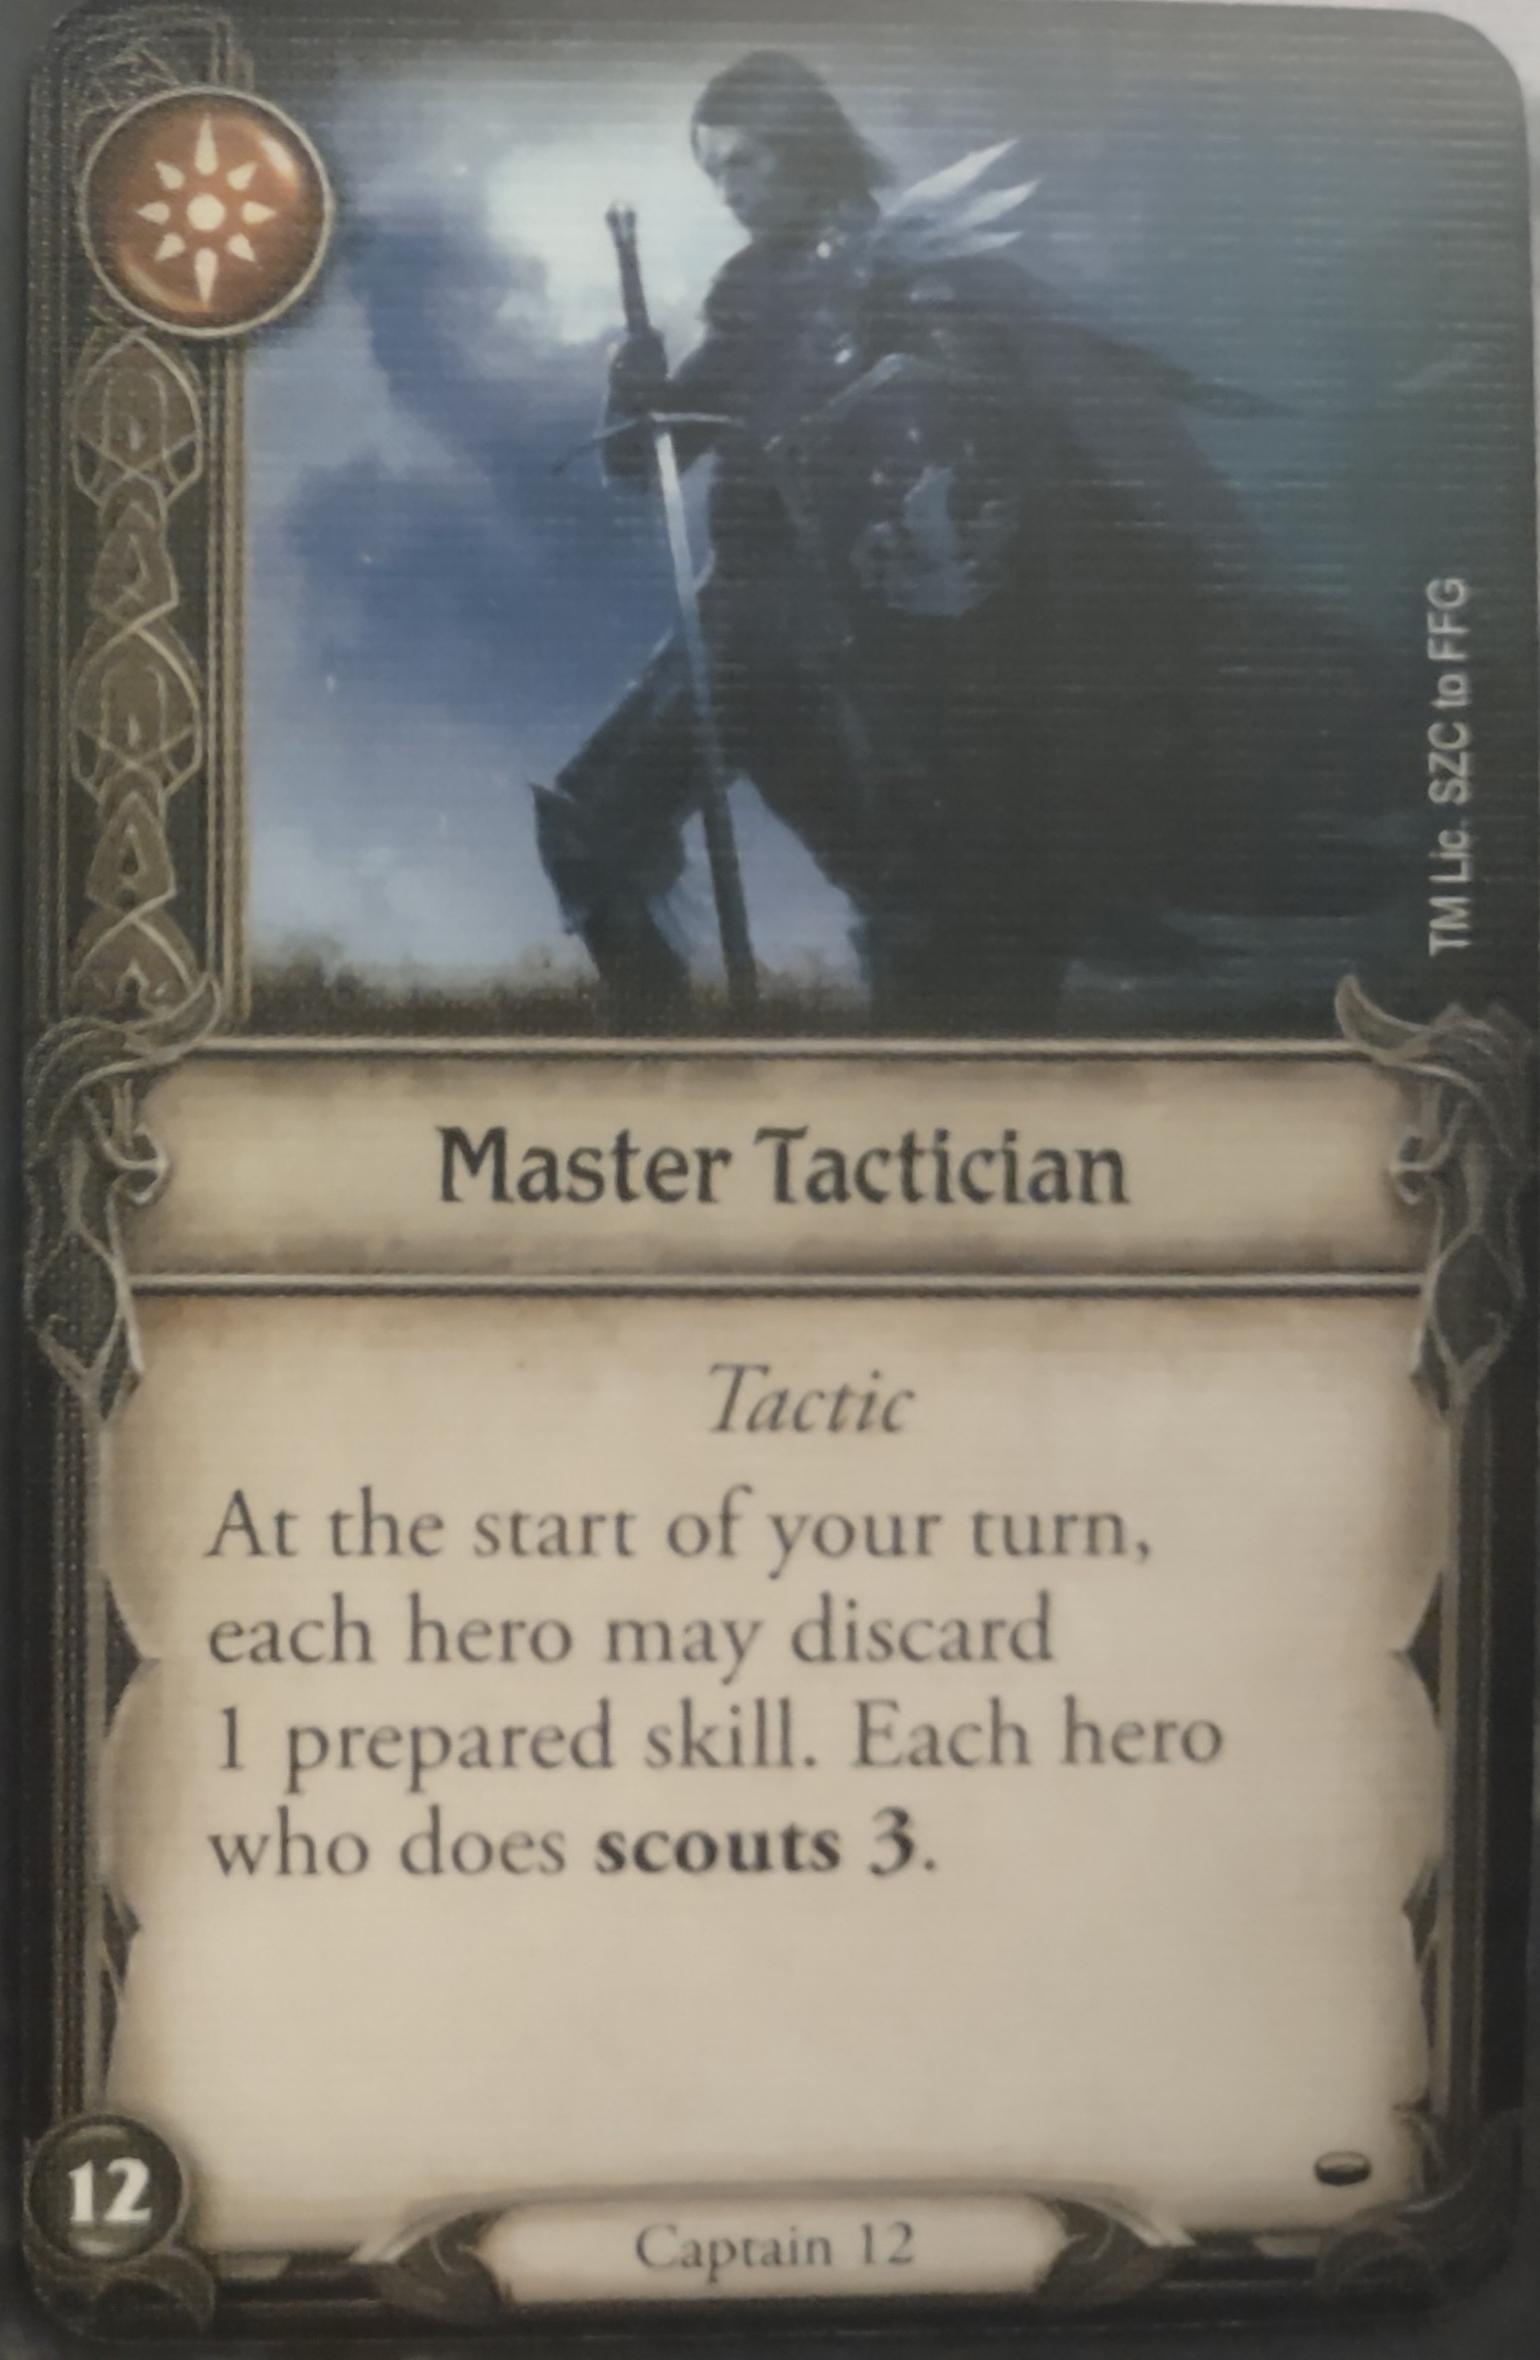 TM Lic. SZC to FFG
Master Tactician
Tactic
At the start of your turn,
each hero may discard
1 prepared skill. Each hero
who does scouts 3.
12
Captain 12